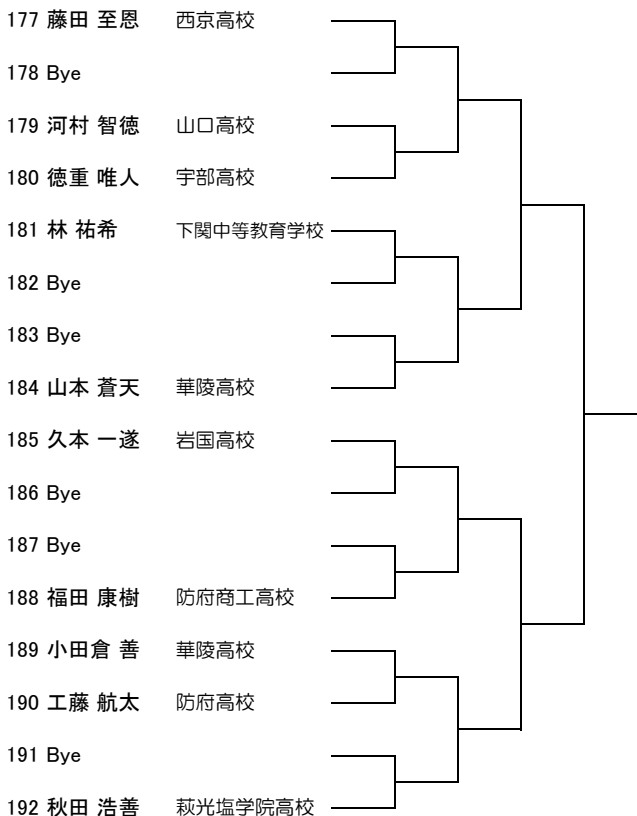 177 藤田 至恩 西京高校
178 Bye
179 河村 智徳 山口高校
180 徳重 唯人 宇部高校
181 林 祐希 下関中等教育学校
182 Bye
183 Bye
184 山本 蒼天 華陵高校
185 久本 一遂 岩国高校
186 Bye
187 Bye
188 福田 康樹 防府商工高校
189 小田倉 善 華陵高校
190 工藤 航太 防府高校
191 Bye
192 秋田 浩善 萩光塩学院高校